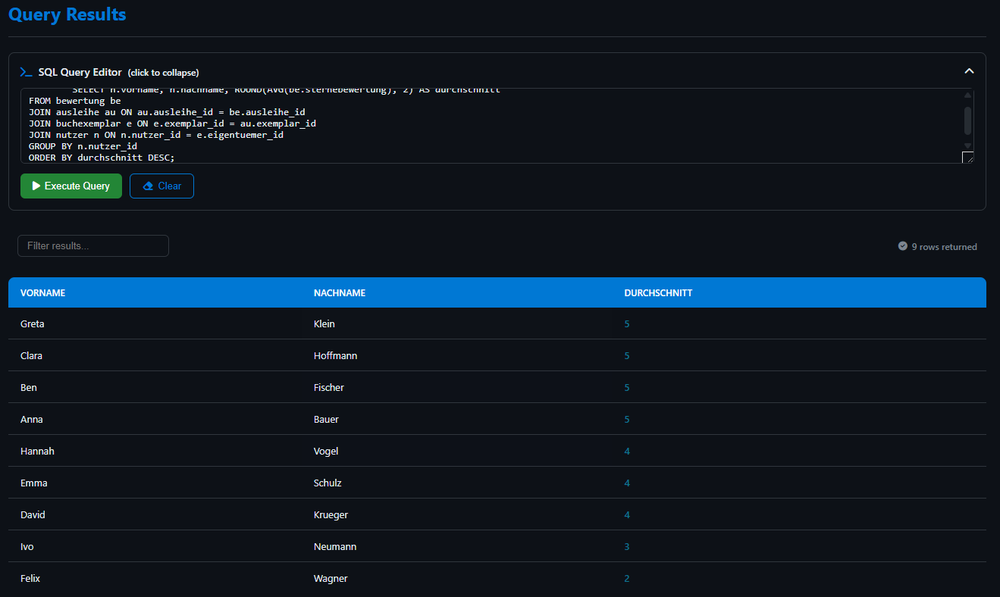 Query Results
SQL Query Editor (click to collapse)
SELECT n.vorname, n.nachname, ROUND(AVG(be.sternebewertung), 2) AS durchschnitt
FROM bewertung be
JOIN ausleihe au ON au.ausleihe_id = be.ausleihe_id
JOIN buchexemplar e ON e.exemplar_id = au.exemplar_id
JOIN nutzer n ON n.nutzer_id = e.eigentuemer_id
GROUP BY n.nutzer_id
ORDER BY durchschnitt DESC;
Execute Query Clear
Filter results... 9 rows returned
VORNAME NACHNAME DURCHSCHNITT
Greta Klein 5
Clara Hoffmann 5
Ben Fischer 5
Anna Bauer 5
Hannah Vogel 4
Emma Schulz 4
David Krueger 4
Ivo Neumann 3
Felix Wagner 2